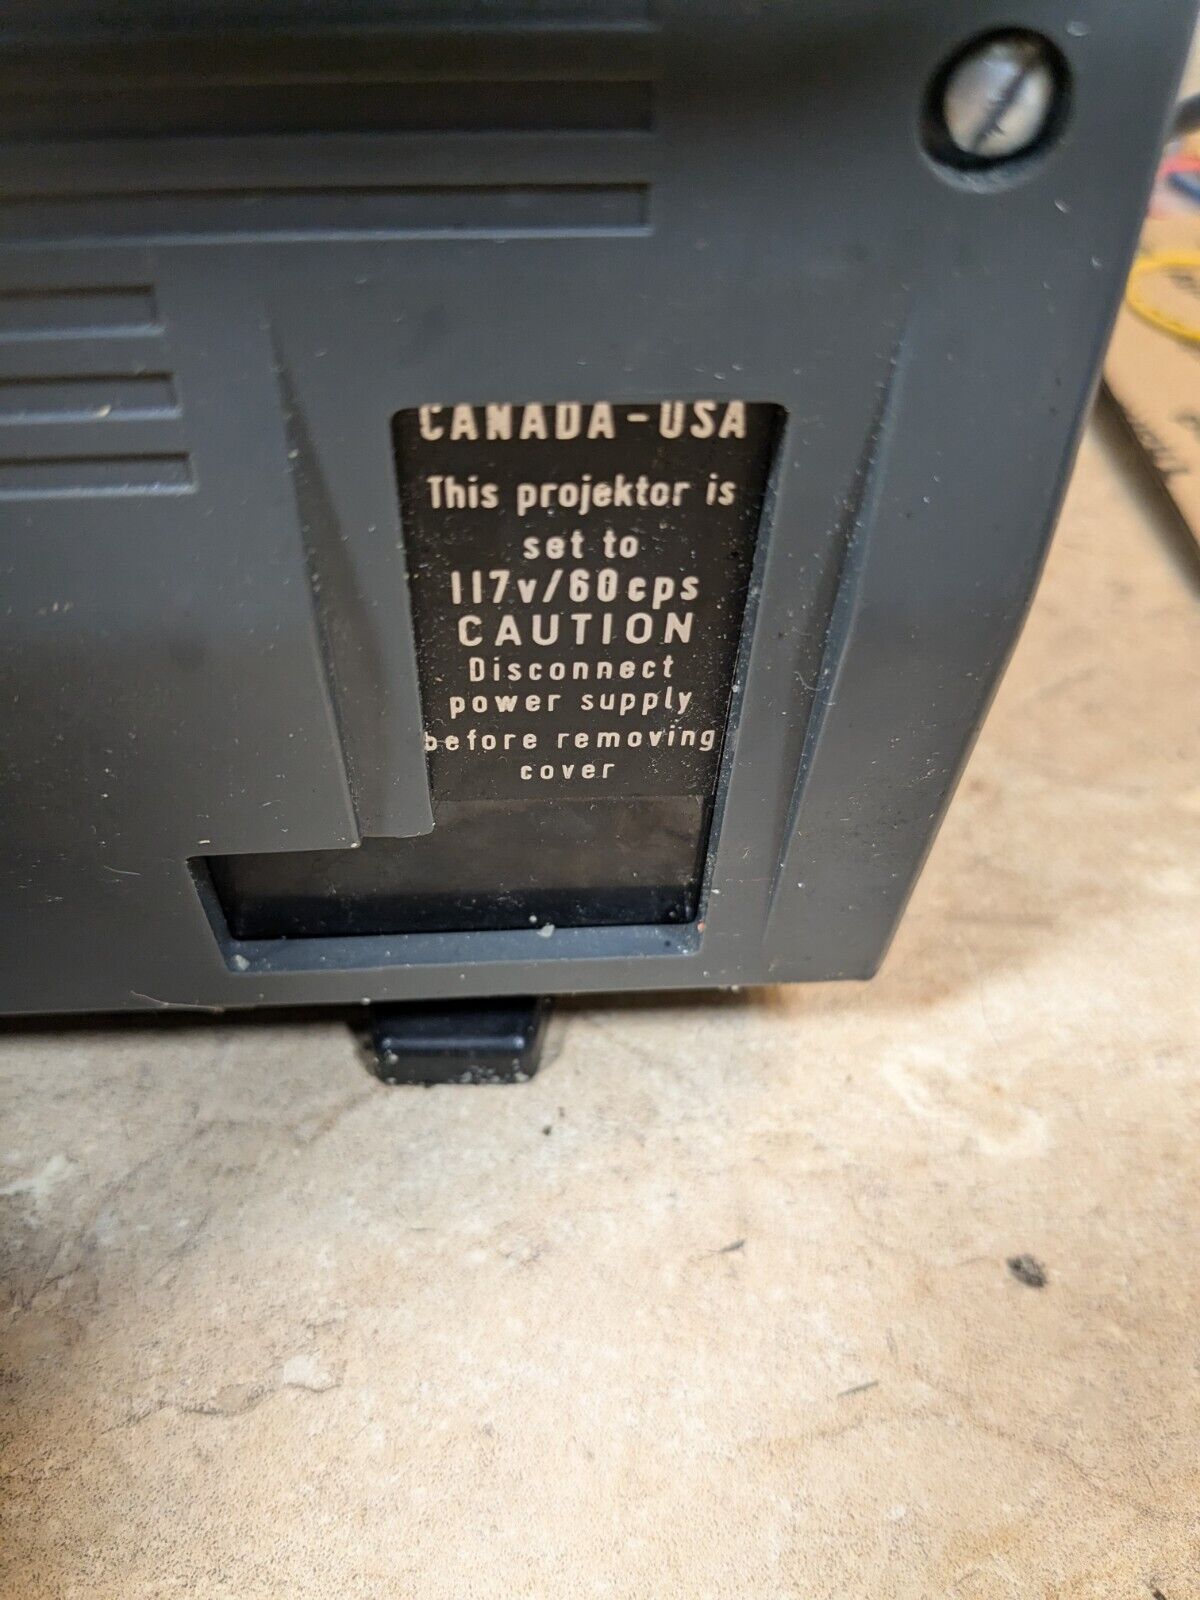 CANADA-USA
This projektor is
set to
117v/60cps
CAUTION
Disconnect
power supply
before removing
cover